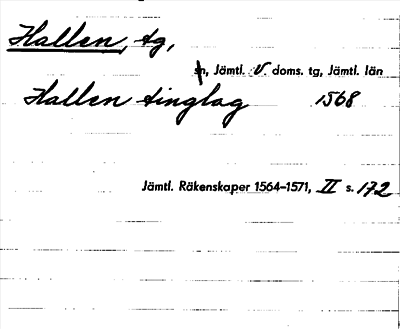 Hallen, tg,
sn, Jämtl. V. doms. tg, Jämtl. län
Hallen tinglag 1568
Jämtl. Räkenskaper 1564–1571, II s. 172